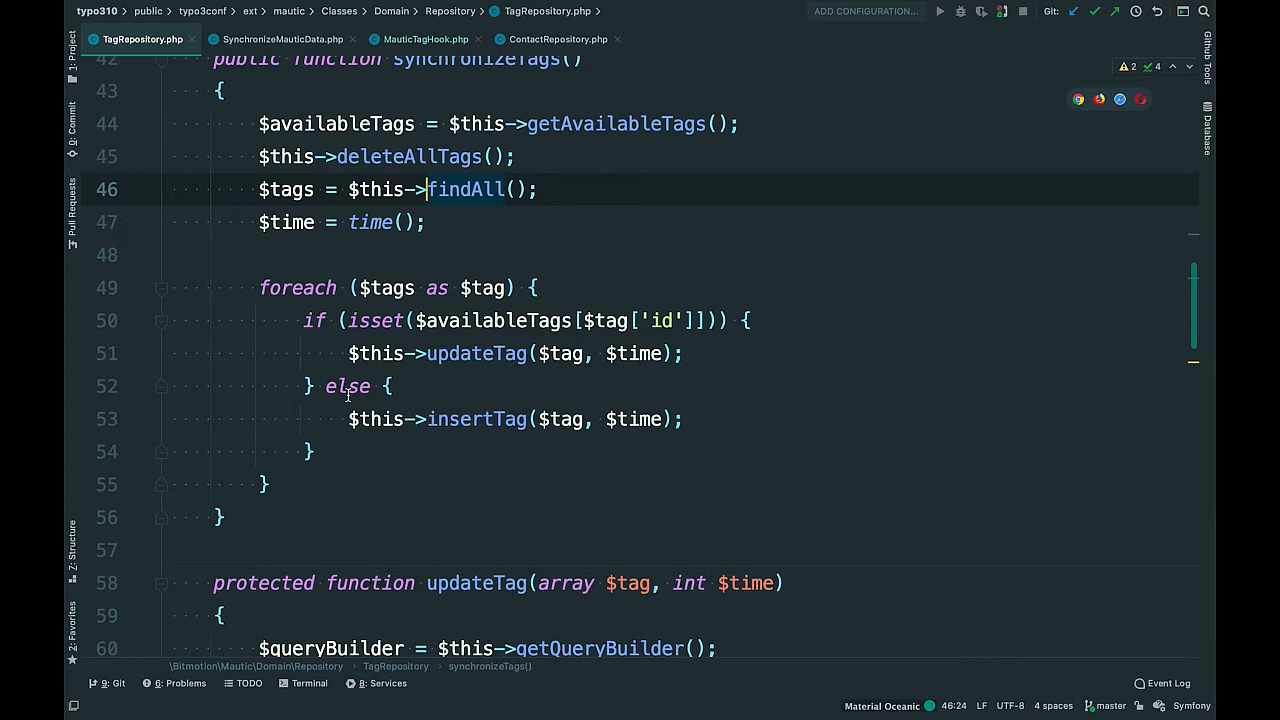 typo310 public typo3conf ext mautic Classes Domain Repository TagRepository.php ADD CONFIGURATION... Git:
TagRepository.php SynchronizeMauticData.php MauticTagHook.php ContactRepository.php
1: Project
0: Commit
Pull Requests
7: Structure
2: Favorites
Github Tools
Database
2 4
42 public function synchronizeTags()
43 {
44 $availableTags = $this->getAvailableTags();
45 $this->deleteAllTags();
46 $tags = $this->findAll();
47 $time = time();
48
49 foreach ($tags as $tag) {
50 if (isset($availableTags[$tag['id']])) {
51 $this->updateTag($tag, $time);
52 } else {
53 $this->insertTag($tag, $time);
54 }
55 }
56 }
57
58 protected function updateTag(array $tag, int $time)
59 {
60 $queryBuilder = $this->getQueryBuilder();
\Bitmotion\Mautic\Domain\Repository TagRepository synchronizeTags()
9: Git 6: Problems TODO Terminal 8: Services Event Log
Material Oceanic 46:24 LF UTF-8 4 spaces master Symfony